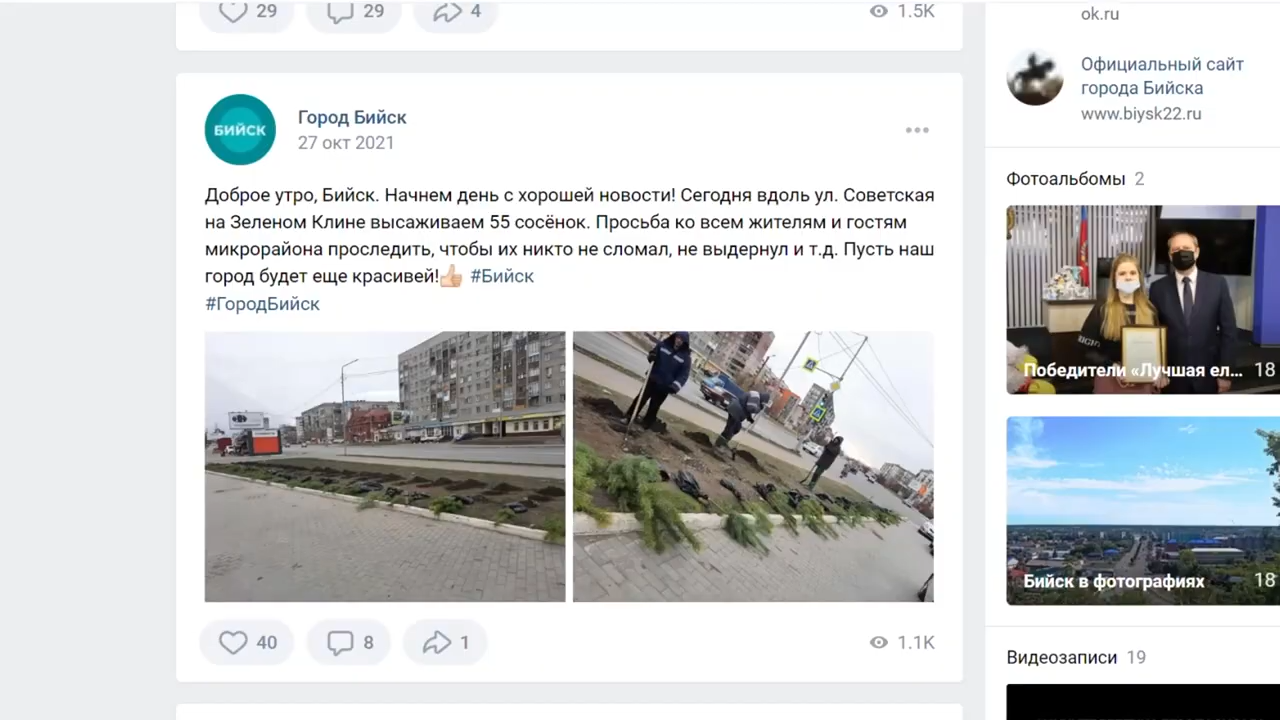 29
29
4
1.5K
БИЙСК
Город Бийск
27 окт 2021
Доброе утро, Бийск. Начнем день с хорошей новости! Сегодня вдоль ул. Советская
на Зеленом Клине высаживаем 55 сосёнок. Просьба ко всем жителям и гостям
микрорайона проследить, чтобы их никто не сломал, не выдернул и т.д. Пусть наш
город будет еще красивей!👍🏼 #Бийск
#ГородБийск
40
8
1
1.1K
ok.ru
Официальный сайт
города Бийска
www.biysk22.ru
Фотоальбомы 2
Победители «Лучшая ел... 18
Бийск в фотографиях 18
Видеозаписи 19